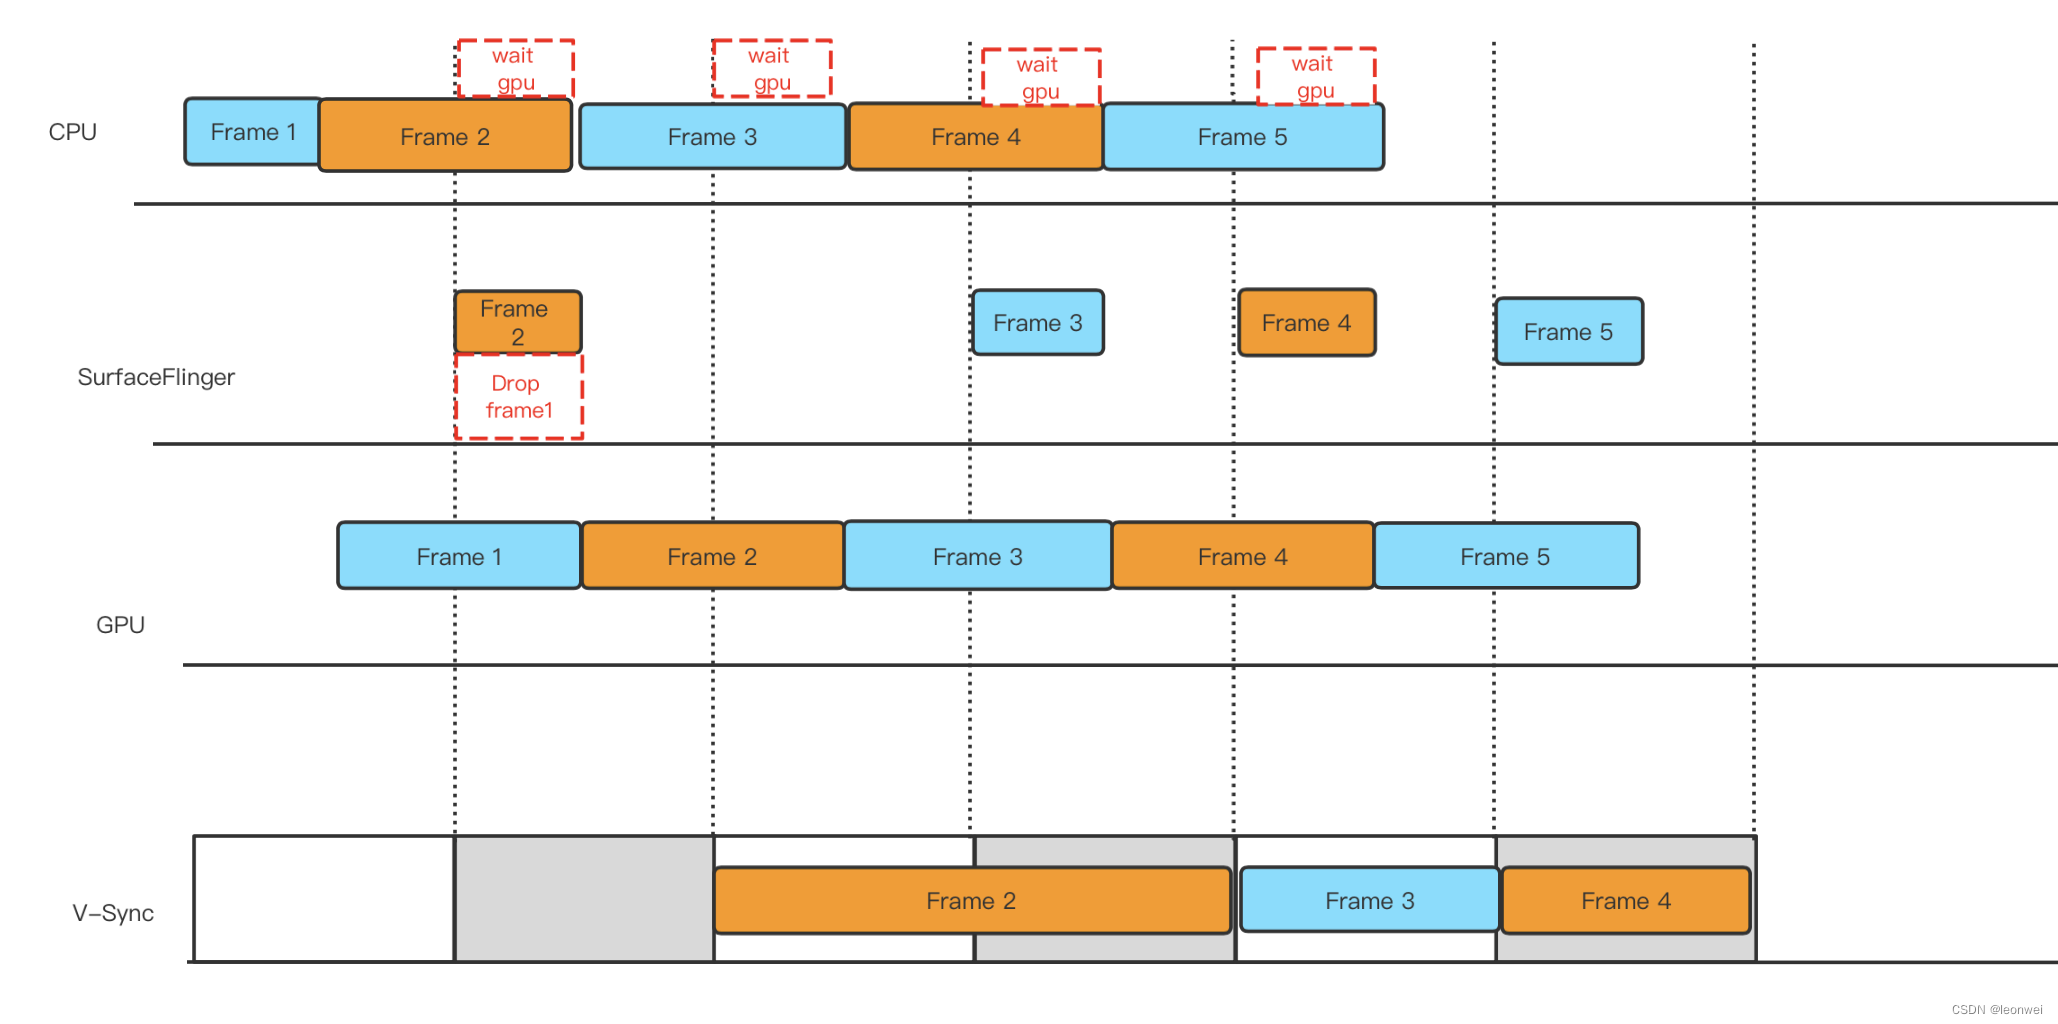 wait
gpu
wait
gpu
wait
gpu
wait
gpu
CPU
Frame 1
Frame 2
Frame 3
Frame 4
Frame 5
SurfaceFlinger
Frame
2
Drop
frame1
Frame 3
Frame 4
Frame 5
GPU
Frame 1
Frame 2
Frame 3
Frame 4
Frame 5
V-Sync
Frame 2
Frame 3
Frame 4
CSDN @leonwei